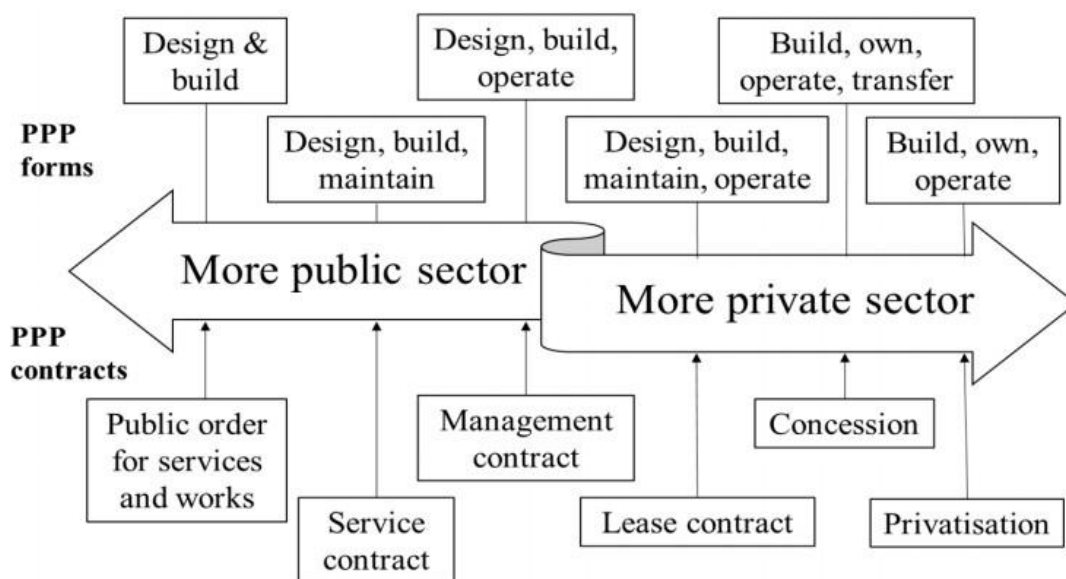 Design &
build
Design, build,
operate
Build, own,
operate, transfer
PPP
forms
Design, build,
maintain
Design, build,
maintain, operate
Build, own,
operate
More public sector
More private sector
PPP
contracts
Public order
for services
and works
Management
contract
Concession
Service
contract
Lease contract
Privatisation